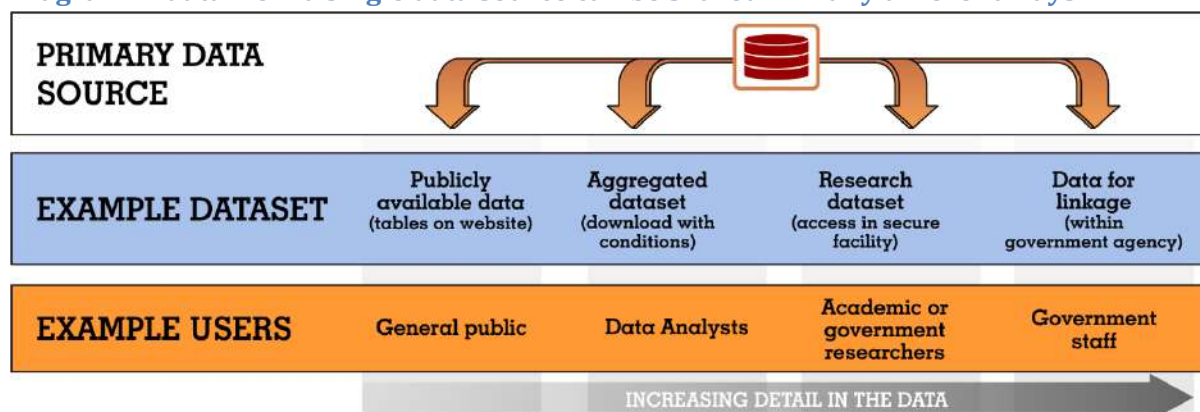 PRIMARY DATA
SOURCE
EXAMPLE DATASET
Publicly
available data
(tables on website)
Aggregated
dataset
(download with
conditions)
Research
dataset
(access in secure
facility)
Data for
linkage
(within
government agency)
EXAMPLE USERS
General public
Data Analysts
Academic or
government
researchers
Government
staff
INCREASING DETAIL IN THE DATA